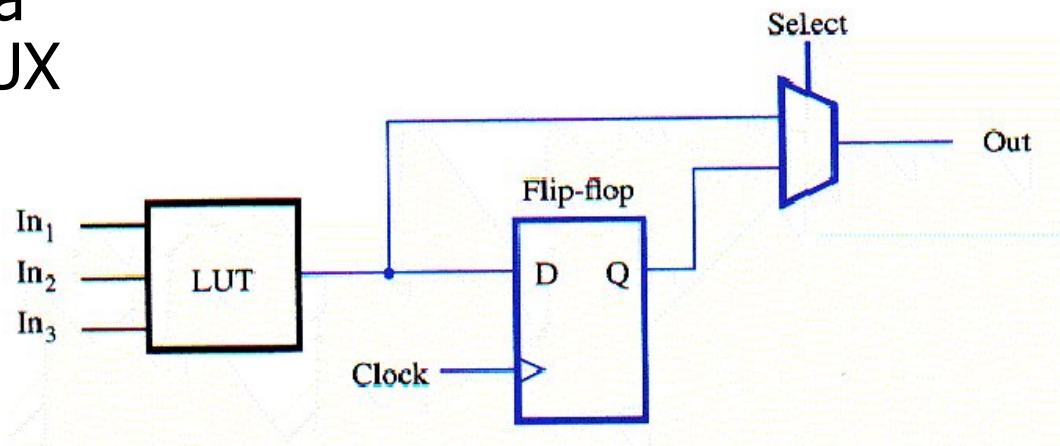 a
UX
Select
Out
Flip-flop
In1
In2
In3
LUT
D Q
Clock